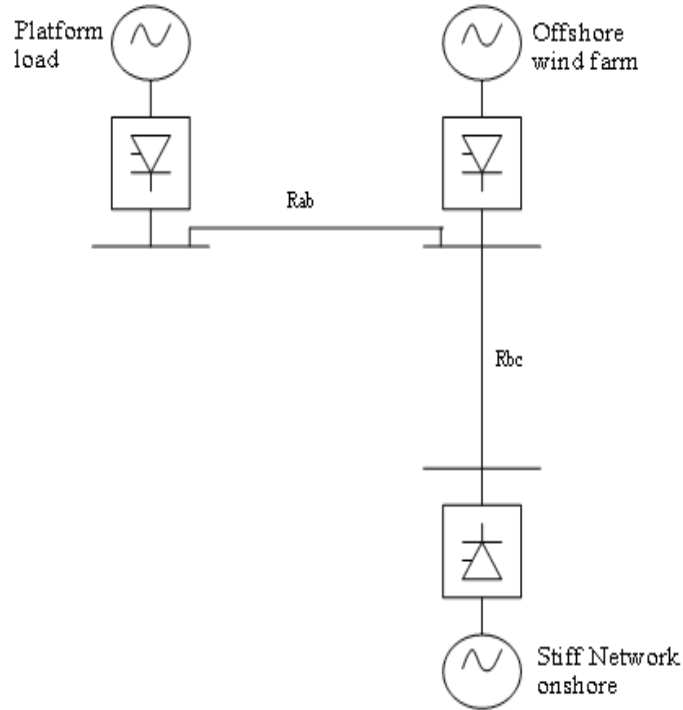 Platform
load
Offshore
wind farm
Rab
Rbc
Stiff Network
onshore